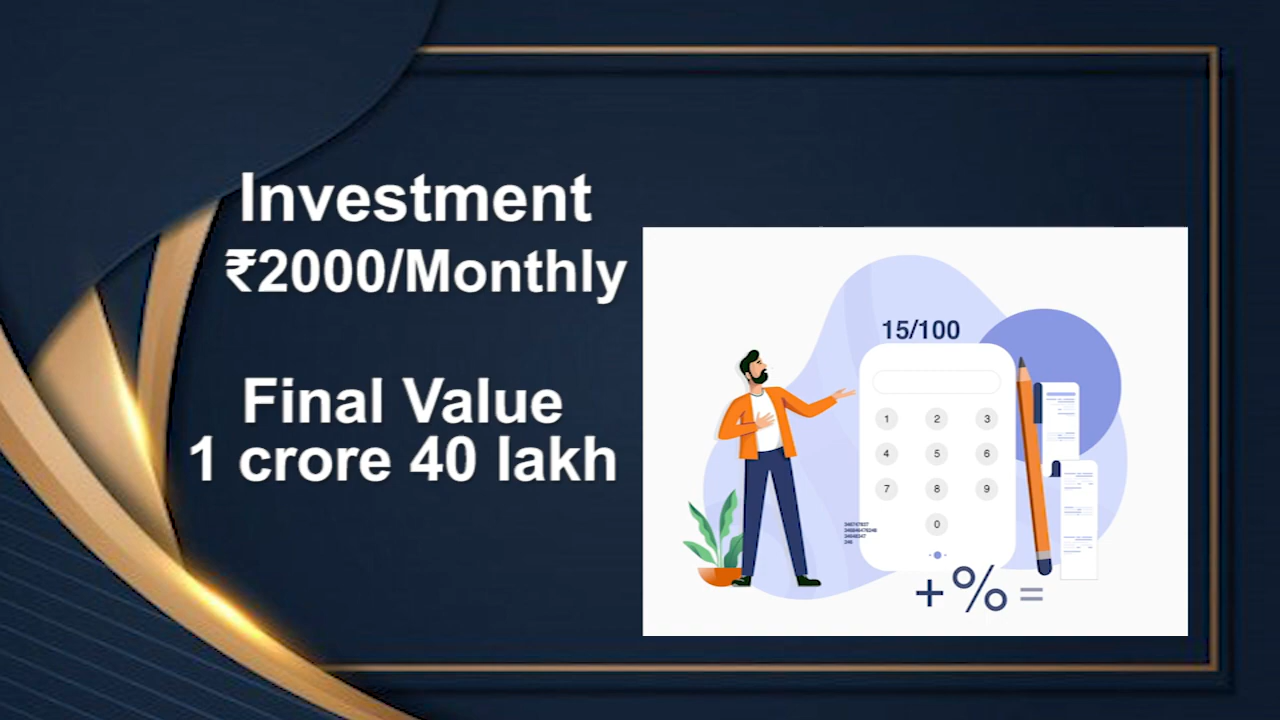 Investment
₹2000/Monthly
Final Value
1 crore 40 lakh
15/100
1 2 3
4 5 6
7 8 9
0
+ % =